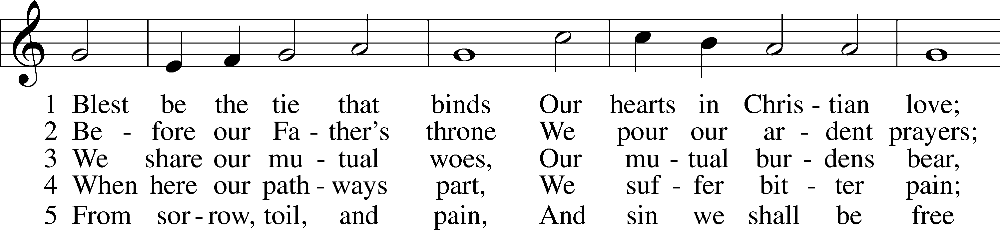 1 Blest be the tie that binds Our hearts in Chris - tian love;
2 Be - fore our Fa - ther's throne We pour our ar - dent prayers;
3 We share our mu - tual woes, Our mu - tual bur - dens bear,
4 When here our path - ways part, We suf - fer bit - ter pain;
5 From sor - row, toil, and pain, And sin we shall be free